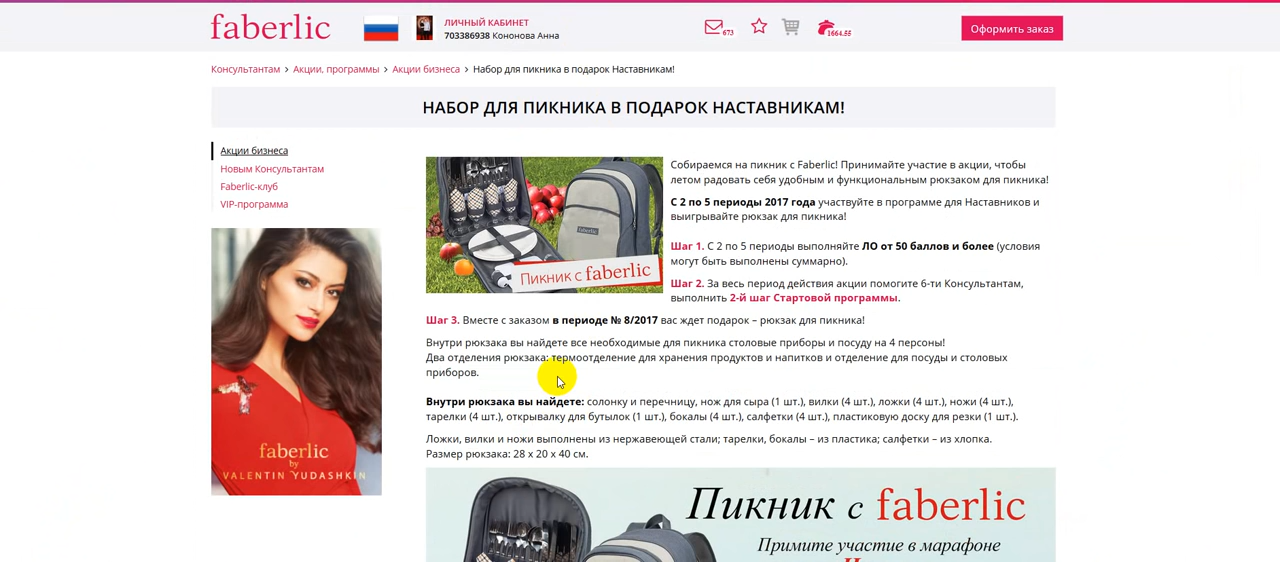 faberlic
ЛИЧНЫЙ КАБИНЕТ
703386938 Кононова Анна
673
1664.55
Оформить заказ
Консультантам > Акции, программы > Акции бизнеса > Набор для пикника в подарок Наставникам!
НАБОР ДЛЯ ПИКНИКА В ПОДАРОК НАСТАВНИКАМ!
Акции бизнеса
Новым Консультантам
Faberlic-клуб
VIP-программа
faberlic
by
VALENTIN YUDASHKIN
faberlic
Пикник с faberlic
Собираемся на пикник с Faberlic! Принимайте участие в акции, чтобы
летом радовать себя удобным и функциональным рюкзаком для пикника!
С 2 по 5 периоды 2017 года участвуйте в программе для Наставников и
выигрывайте рюкзак для пикника!
Шаг 1. С 2 по 5 периоды выполняйте ЛО от 50 баллов и более (условия
могут быть выполнены суммарно).
Шаг 2. За весь период действия акции помогите 6-ти Консультантам,
выполнить 2-й шаг Стартовой программы.
Шаг 3. Вместе с заказом в периоде № 8/2017 вас ждет подарок – рюкзак для пикника!
Внутри рюкзака вы найдете все необходимые для пикника столовые приборы и посуду на 4 персоны!
Два отделения рюкзака: термоотделение для хранения продуктов и напитков и отделение для посуды и столовых
приборов.
Внутри рюкзака вы найдете: солонку и перечницу, нож для сыра (1 шт.), вилки (4 шт.), ложки (4 шт.), ножи (4 шт.),
тарелки (4 шт.), открывалку для бутылок (1 шт.), бокалы (4 шт.), салфетки (4 шт.), пластиковую доску для резки (1 шт.).
Ложки, вилки и ножи выполнены из нержавеющей стали; тарелки, бокалы – из пластика; салфетки – из хлопка.
Размер рюкзака: 28 х 20 х 40 см.
Пикник с faberlic
Примите участие в марафоне